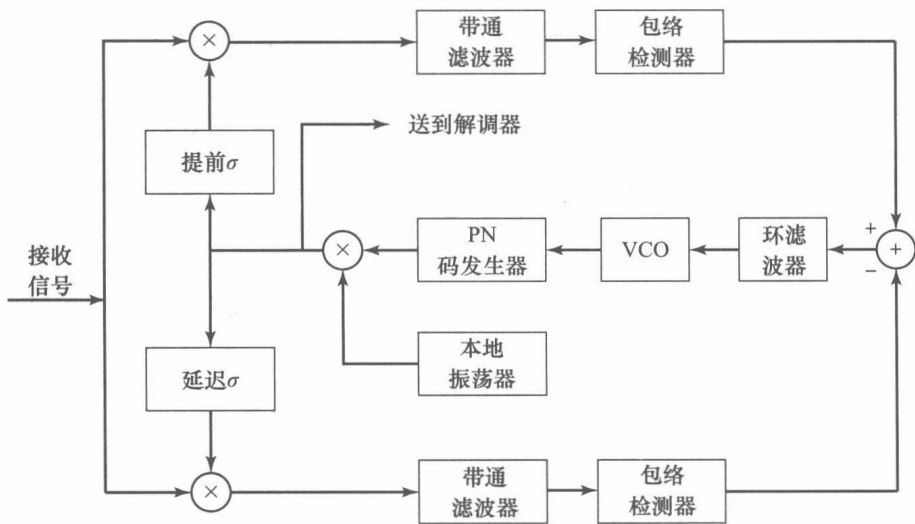 带通
滤波器
包络
检测器
×
送到解调器
提前σ
接收
信号
×
PN
码发生器
VCO
环滤
波器
+
+
−
延迟σ
本地
振荡器
×
带通
滤波器
包络
检测器